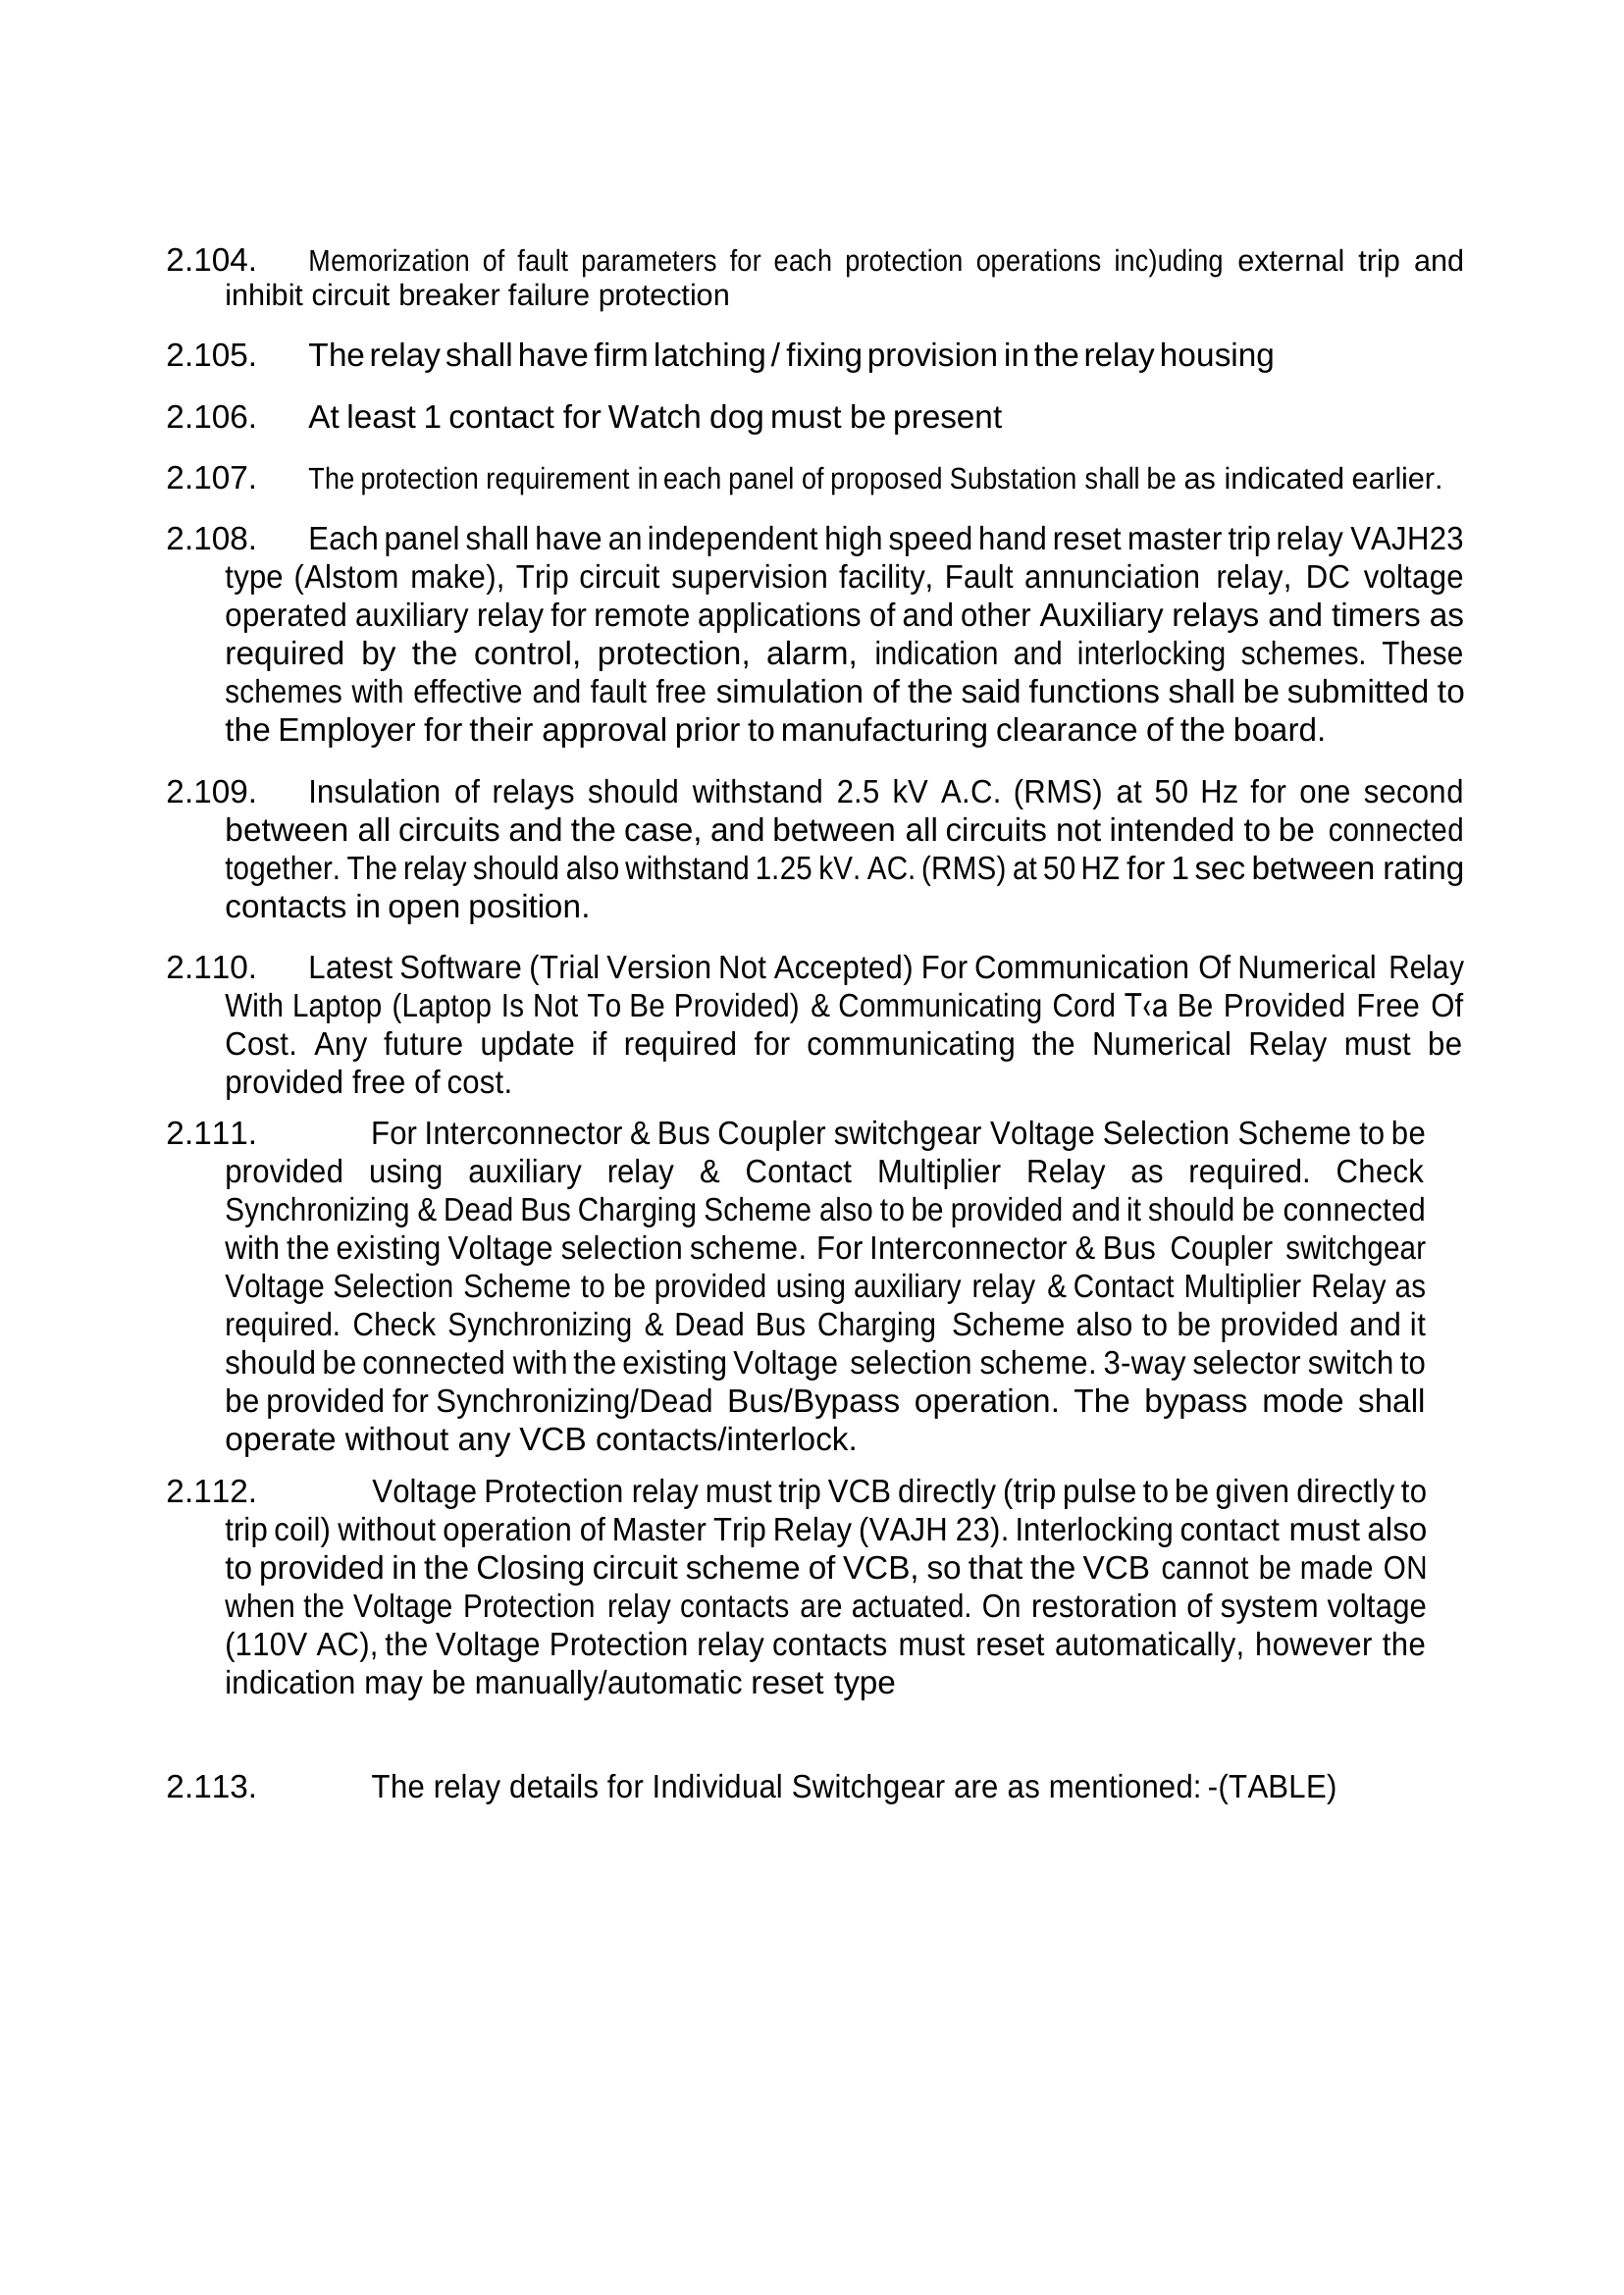 2.104. Memorization of fault parameters for each protection operations inc)uding external trip and
inhibit circuit breaker failure protection
2.105. The relay shall have firm latching / fixing provision in the relay housing
2.106. At least 1 contact for Watch dog must be present
2.107. The protection requirement in each panel of proposed Substation shall be as indicated earlier.
2.108. Each panel shall have an independent high speed hand reset master trip relay VAJH23
type (Alstom make), Trip circuit supervision facility, Fault annunciation relay, DC voltage
operated auxiliary relay for remote applications of and other Auxiliary relays and timers as
required by the control, protection, alarm, indication and interlocking schemes. These
schemes with effective and fault free simulation of the said functions shall be submitted to
the Employer for their approval prior to manufacturing clearance of the board.
2.109. Insulation of relays should withstand 2.5 kV A.C. (RMS) at 50 Hz for one second
between all circuits and the case, and between all circuits not intended to be connected
together. The relay should also withstand 1.25 kV. AC. (RMS) at 50 HZ for 1 sec between rating
contacts in open position.
2.110. Latest Software (Trial Version Not Accepted) For Communication Of Numerical Relay
With Laptop (Laptop Is Not To Be Provided) & Communicating Cord T‹a Be Provided Free Of
Cost. Any future update if required for communicating the Numerical Relay must be
provided free of cost.
2.111. For Interconnector & Bus Coupler switchgear Voltage Selection Scheme to be
provided using auxiliary relay & Contact Multiplier Relay as required. Check
Synchronizing & Dead Bus Charging Scheme also to be provided and it should be connected
with the existing Voltage selection scheme. For Interconnector & Bus Coupler switchgear
Voltage Selection Scheme to be provided using auxiliary relay & Contact Multiplier Relay as
required. Check Synchronizing & Dead Bus Charging Scheme also to be provided and it
should be connected with the existing Voltage selection scheme. 3-way selector switch to
be provided for Synchronizing/Dead Bus/Bypass operation. The bypass mode shall
operate without any VCB contacts/interlock.
2.112. Voltage Protection relay must trip VCB directly (trip pulse to be given directly to
trip coil) without operation of Master Trip Relay (VAJH 23). Interlocking contact must also
to provided in the Closing circuit scheme of VCB, so that the VCB cannot be made ON
when the Voltage Protection relay contacts are actuated. On restoration of system voltage
(110V AC), the Voltage Protection relay contacts must reset automatically, however the
indication may be manually/automatic reset type
2.113. The relay details for Individual Switchgear are as mentioned: -(TABLE)